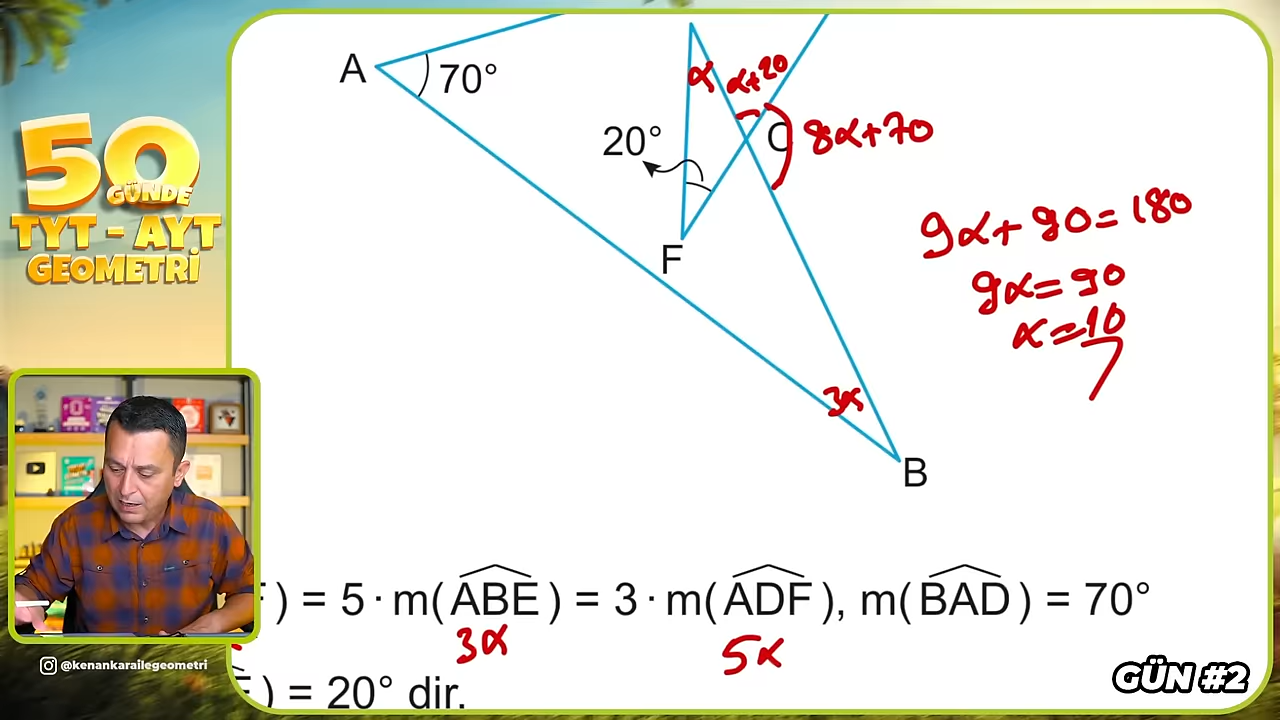 50
GÜNDE
TYT - AYT
GEOMETRİ
A
70°
α
α+20
20°
C
8α+70
F
9α+90=180
9α=90
α=10
3α
B
) = 5 · m(ABE) = 3 · m(ADF), m(BAD) = 70°
3α
5α
) = 20° dir.
@kenankarailegeometri
GÜN #2